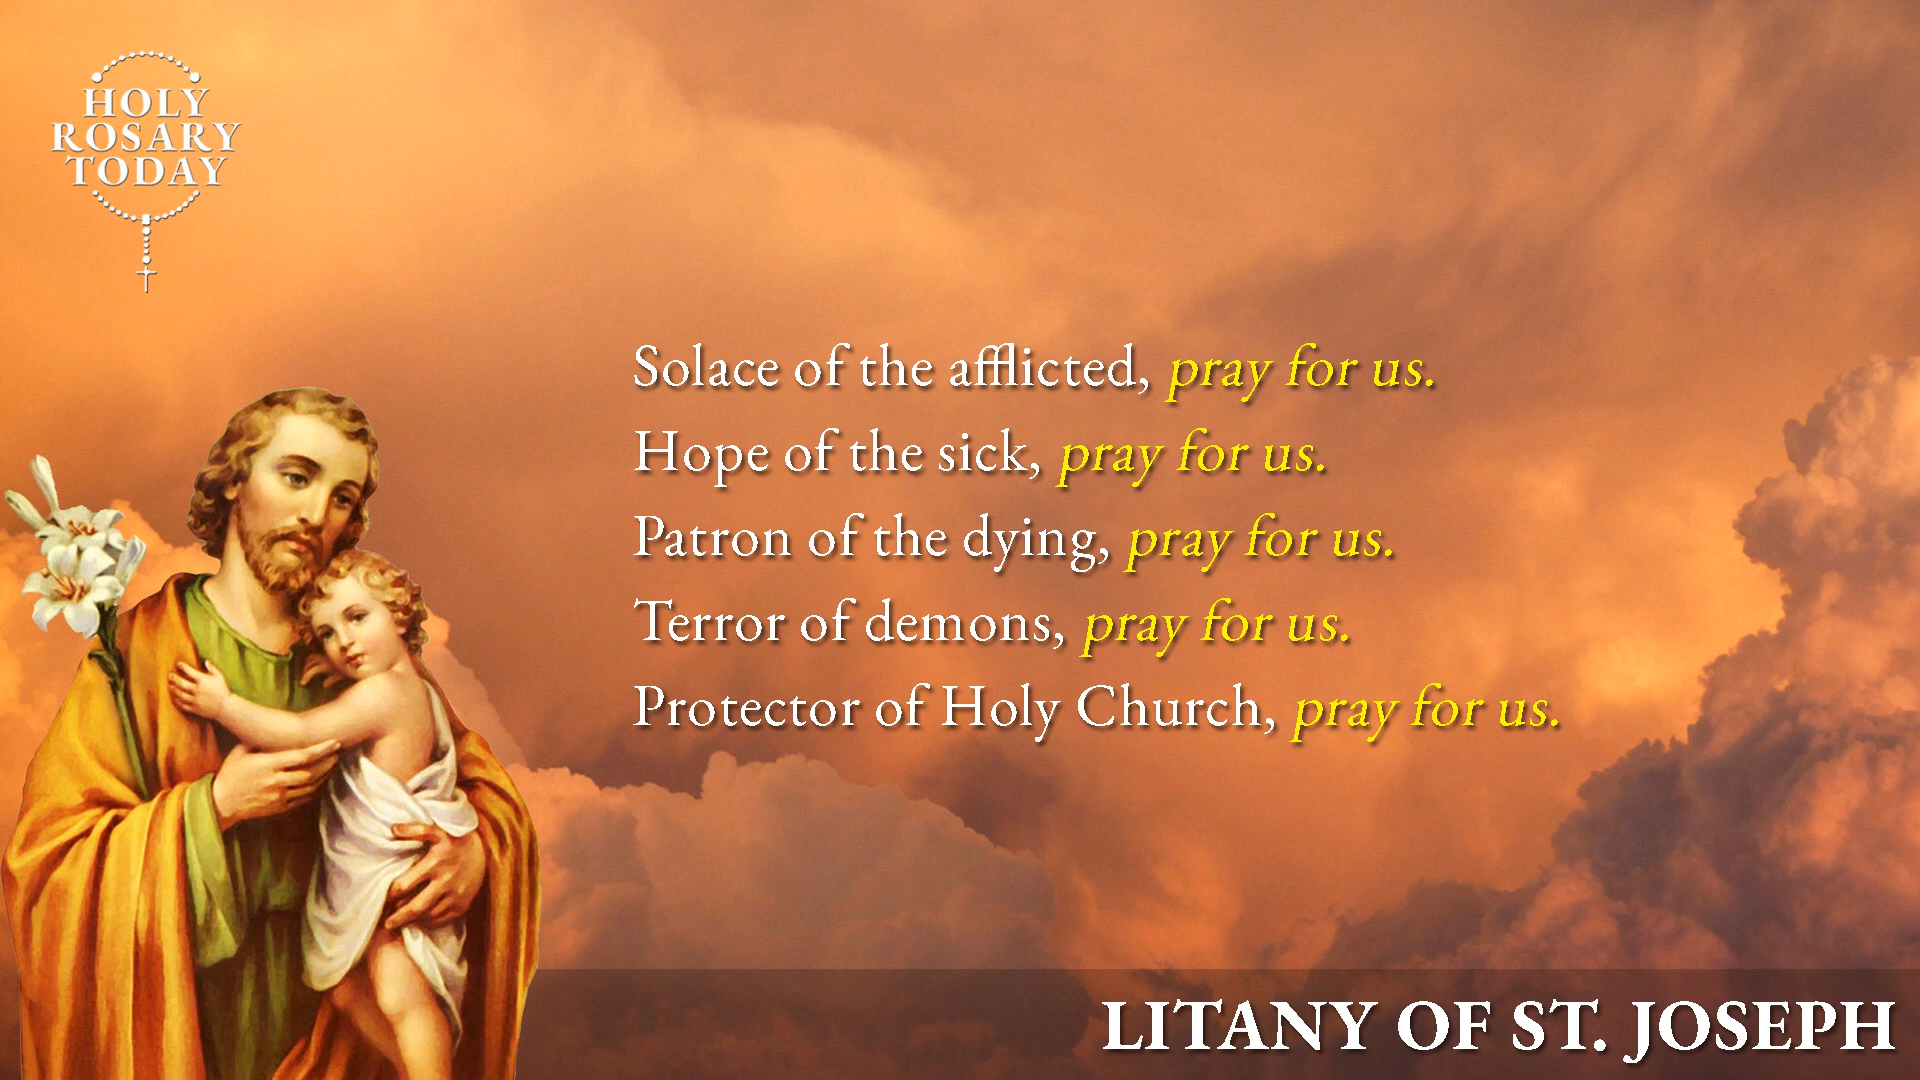 HOLY
ROSARY
TODAY
Solace of the afflicted, pray for us.
Hope of the sick, pray for us.
Patron of the dying, pray for us.
Terror of demons, pray for us.
Protector of Holy Church, pray for us.
LITANY OF ST. JOSEPH